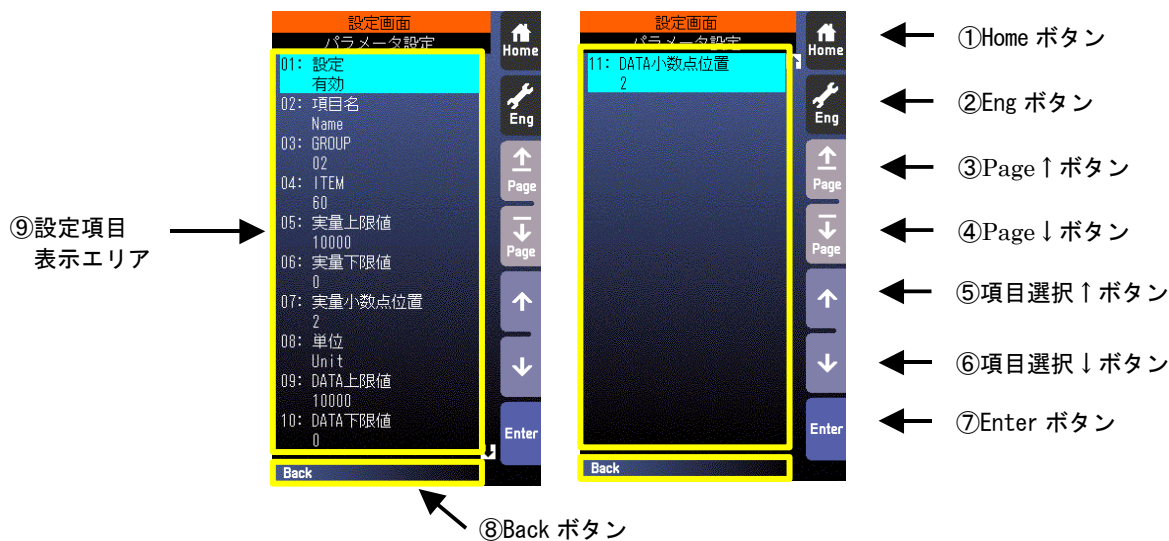 設定画面
パラメータ設定
01: 設定
有効
02: 項目名
Name
03: GROUP
02
04: ITEM
60
05: 実量上限値
10000
06: 実量下限値
0
07: 実量小数点位置
2
08: 単位
Unit
09: DATA上限値
10000
10: DATA下限値
0
Back
Home
Eng
Page
Page
Enter
設定画面
パラメータ設定
11: DATA小数点位置
2
Back
Home
Eng
Page
Page
Enter
①Home ボタン
②Eng ボタン
③Page↑ボタン
④Page↓ボタン
⑤項目選択↑ボタン
⑥項目選択↓ボタン
⑦Enter ボタン
⑧Back ボタン
⑨設定項目
表示エリア